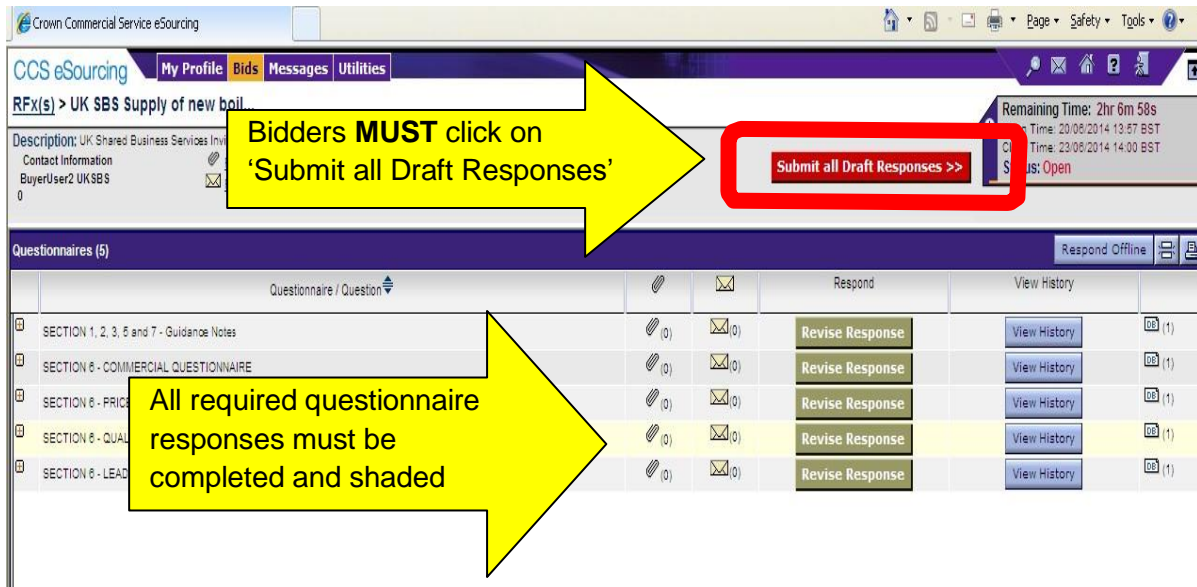 Crown Commercial Service eSourcing
Page Safety Tools
CCS eSourcing My Profile Bids Messages Utilities
RFx(s) > UK SBS Supply of new boil...
Remaining Time: 2hr 6m 58s
Time: 20/06/2014 13:57 BST
Description: UK Shared Business Services Invi
Time: 23/06/2014 14:00 BST
Contact Information
BuyerUser2 UKSBS
0
Open
Bidders MUST click on
'Submit all Draft Responses'
Submit all Draft Responses >>
Questionnaires (5) Respond Offline
Questionnaire / Question Respond View History
SECTION 1, 2, 3, 5 and 7 - Guidance Notes (0) (0) Revise Response View History DB (1)
SECTION 6 - COMMERCIAL QUESTIONNAIRE (0) (0) Revise Response View History DB (1)
SECTION 6 - PRICE (0) (0) Revise Response View History DB (1)
SECTION 6 - QUAL (0) (0) Revise Response View History DB (1)
SECTION 6 - LEAD (0) (0) Revise Response View History DB (1)
All required questionnaire
responses must be
completed and shaded